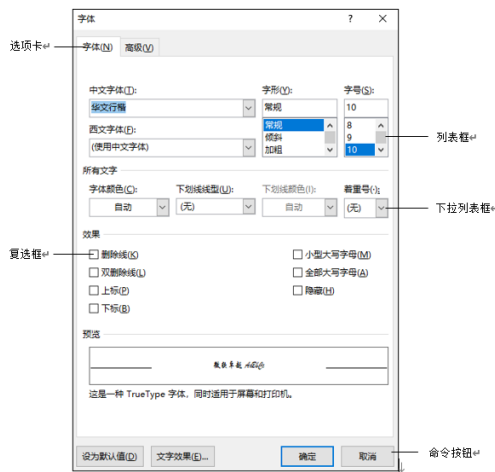 字体 ? ×
选项卡
字体(N) 高级(V)
中文字体(T): 字形(Y): 字号(S):
华文行楷 常规 10
常规 8
西文字体(F): 倾斜 9 列表框
(使用中文字体) 加粗 10
所有文字
字体颜色(C): 下划线线型(U): 下划线颜色(I): 着重号(·):
自动 (无) 自动 (无) 下拉列表框
效果
复选框 删除线(K) 小型大写字母(M)
双删除线(L) 全部大写字母(A)
上标(P) 隐藏(H)
下标(B)
预览
这是一种 TrueType 字体，同时适用于屏幕和打印机。
设为默认值(D) 文字效果(E)... 确定 取消 命令按钮